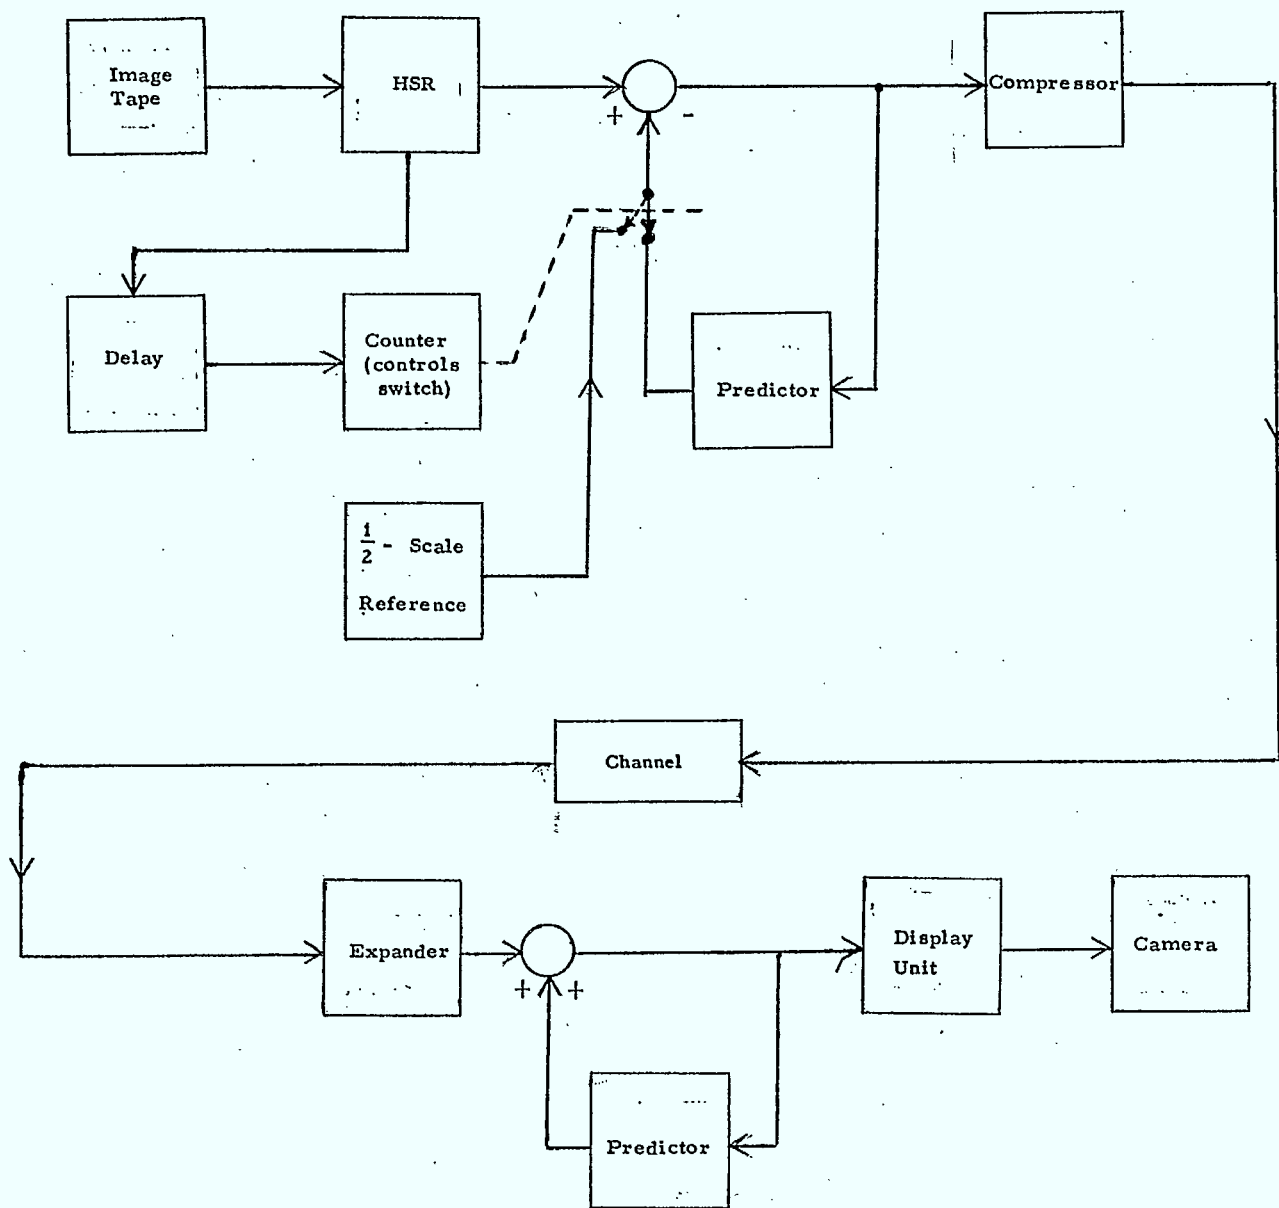 Image
Tape
HSR
+
-
Compressor
Delay
Counter
(controls
switch)
Predictor
1
2
- Scale
Reference
Channel
Expander
+
+
Display
Unit
Camera
Predictor